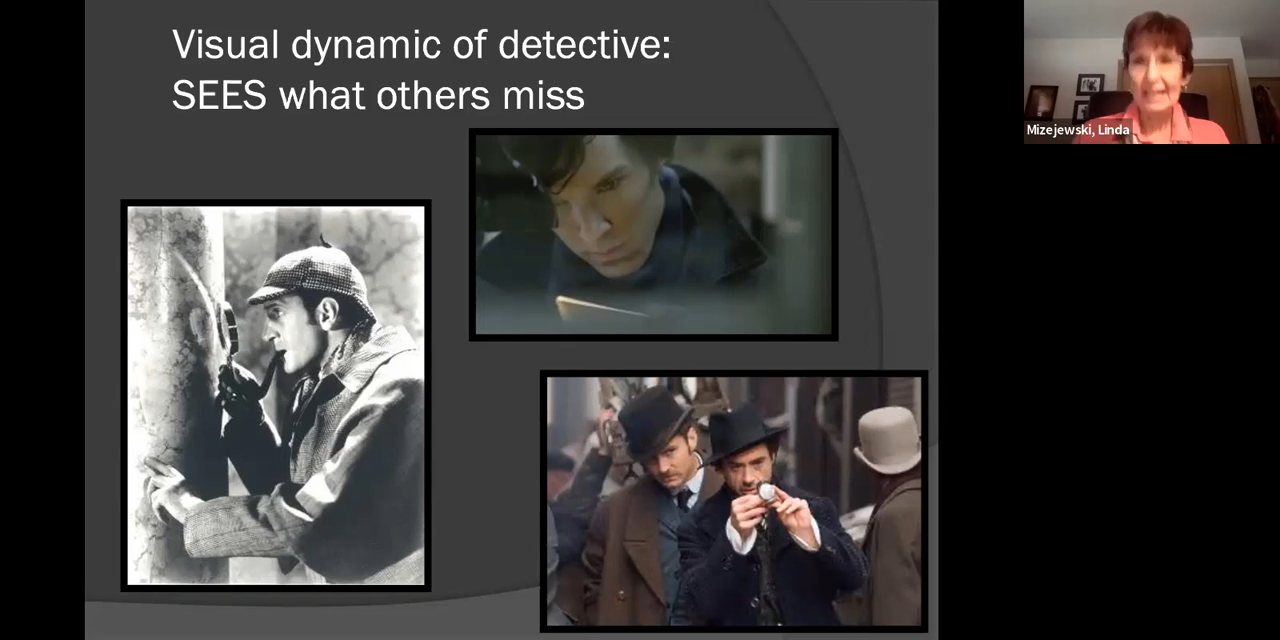 Visual dynamic of detective:
SEES what others miss
Mizejewski, Linda